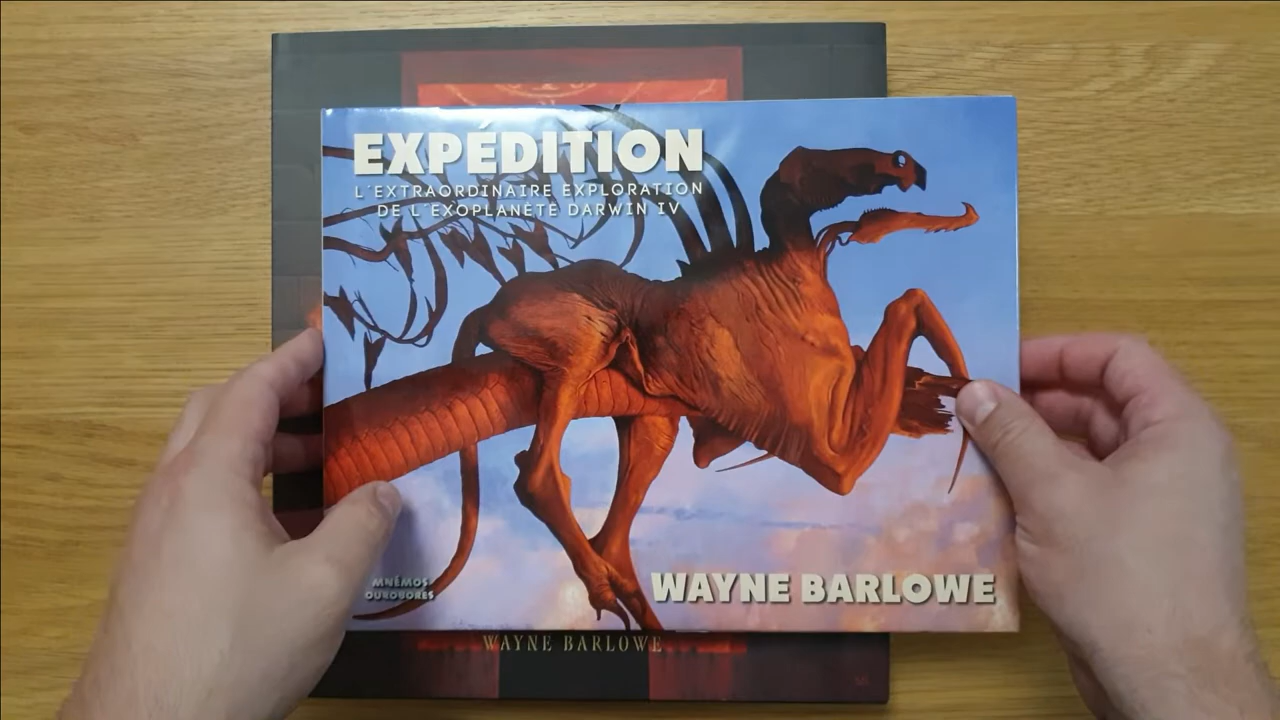 EXPÉDITION
L'EXTRAORDINAIRE EXPLORATION
DE L'EXOPLANÈTE DARWIN IV
MNÉMOS
OUROBORES
WAYNE BARLOWE
WAYNE BARLOWE